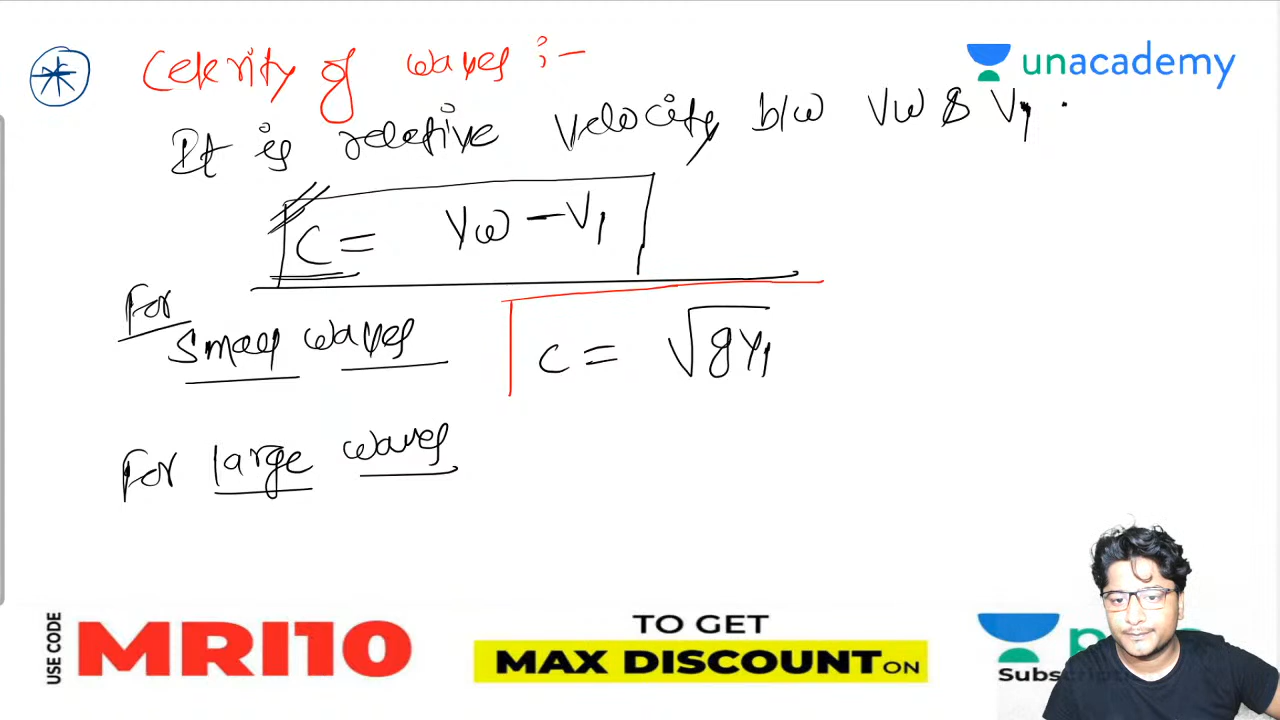 Celerity of waves :-
unacademy
It is relative velocity b/w Vw & V1 .
C = Vw - V1
For
small waves
C = √gy1
For large waves
USE CODE
MRI10
TO GET
MAX DISCOUNT ON